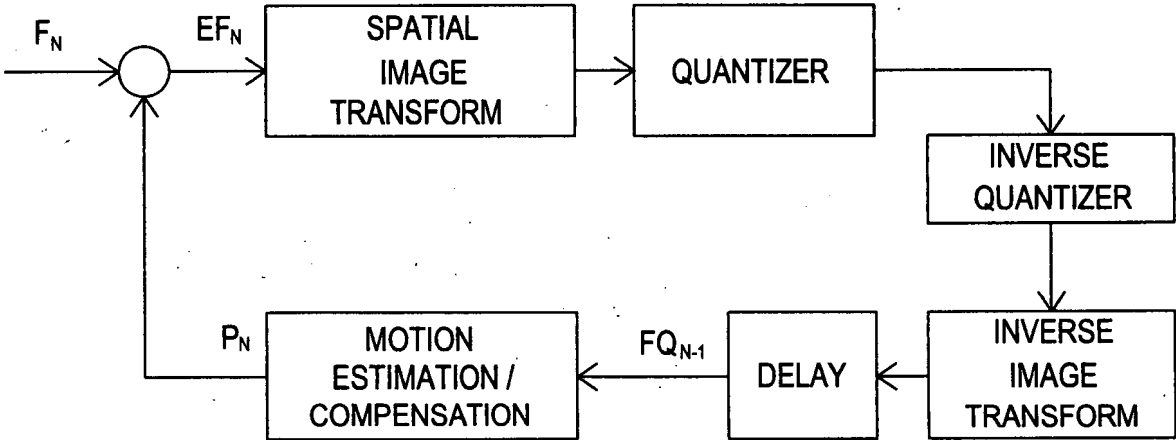 F_N
EF_N
SPATIAL
IMAGE
TRANSFORM
QUANTIZER
INVERSE
QUANTIZER
P_N
MOTION
ESTIMATION /
COMPENSATION
FQ_N-1
DELAY
INVERSE
IMAGE
TRANSFORM